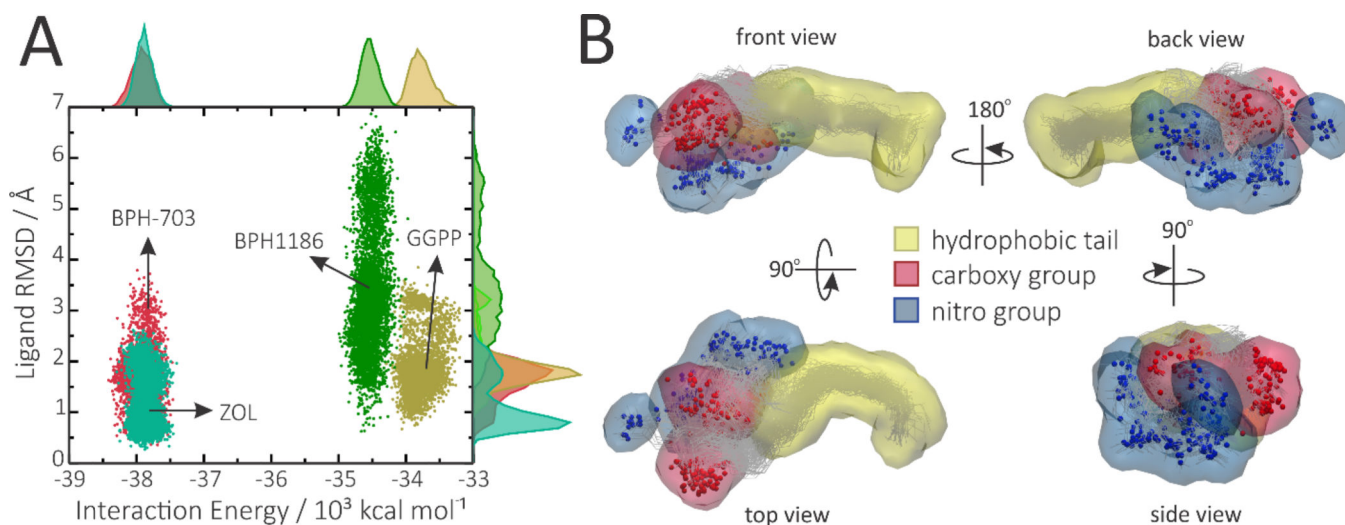 A
7
6
5
4
3
2
1
0
Ligand RMSD / Å
BPH-703
BPH1186
GGPP
ZOL
-39
-38
-37
-36
-35
-34
-33
Interaction Energy / 10³ kcal mol⁻¹
B
front view
back view
180°
hydrophobic tail
carboxy group
nitro group
90°
90°
top view
side view